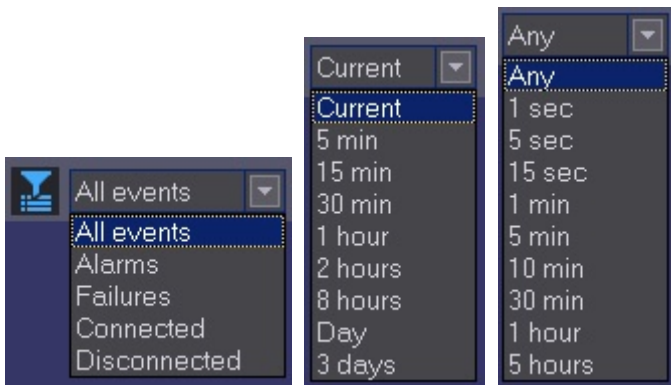 All events
All events
Alarms
Failures
Connected
Disconnected
Current
Current
5 min
15 min
30 min
1 hour
2 hours
8 hours
Day
3 days
Any
Any
1 sec
5 sec
15 sec
1 min
5 min
10 min
30 min
1 hour
5 hours